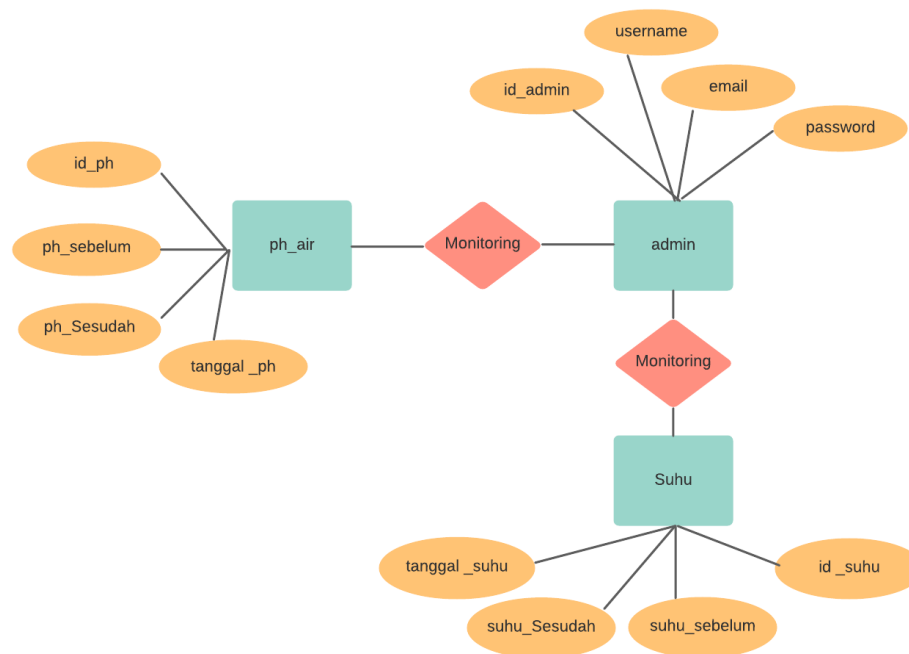 username
id_admin
email
password
id_ph
ph_sebelum
ph_Sesudah
tanggal _ph
ph_air
Monitoring
admin
Monitoring
Suhu
tanggal _suhu
suhu_Sesudah
suhu_sebelum
id _suhu